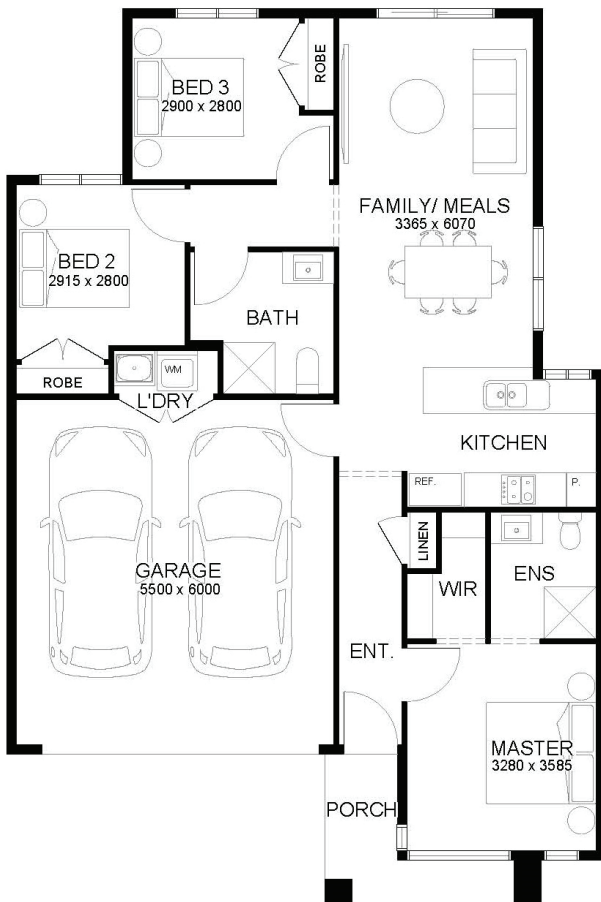 BED 3
2900 x 2800
ROBE
FAMILY/ MEALS
3365 x 6070
BED 2
2915 x 2800
BATH
ROBE
WM
L'DRY
KITCHEN
REF.
P.
LINEN
WIR
ENS
GARAGE
5500 x 6000
ENT.
MASTER
3280 x 3585
PORCH